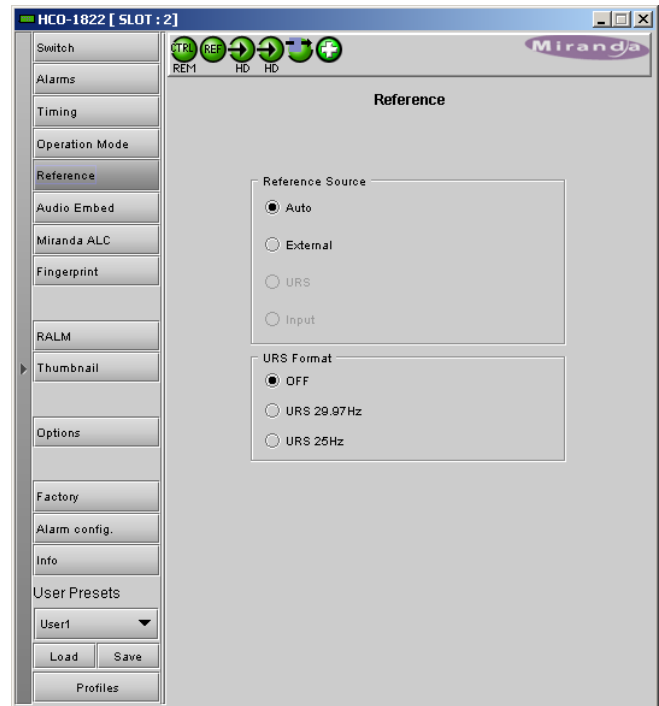 HCO-1822 [ SLOT : 2]
Switch
Alarms
Timing
Operation Mode
Reference
Audio Embed
Miranda ALC
Fingerprint
RALM
Thumbnail
Options
Factory
Alarm config.
Info
User Presets
User1
Load Save
Profiles
CTRL REF
REM HD HD
Miranda
Reference
Reference Source
Auto
External
URS
Input
URS Format
OFF
URS 29.97Hz
URS 25Hz